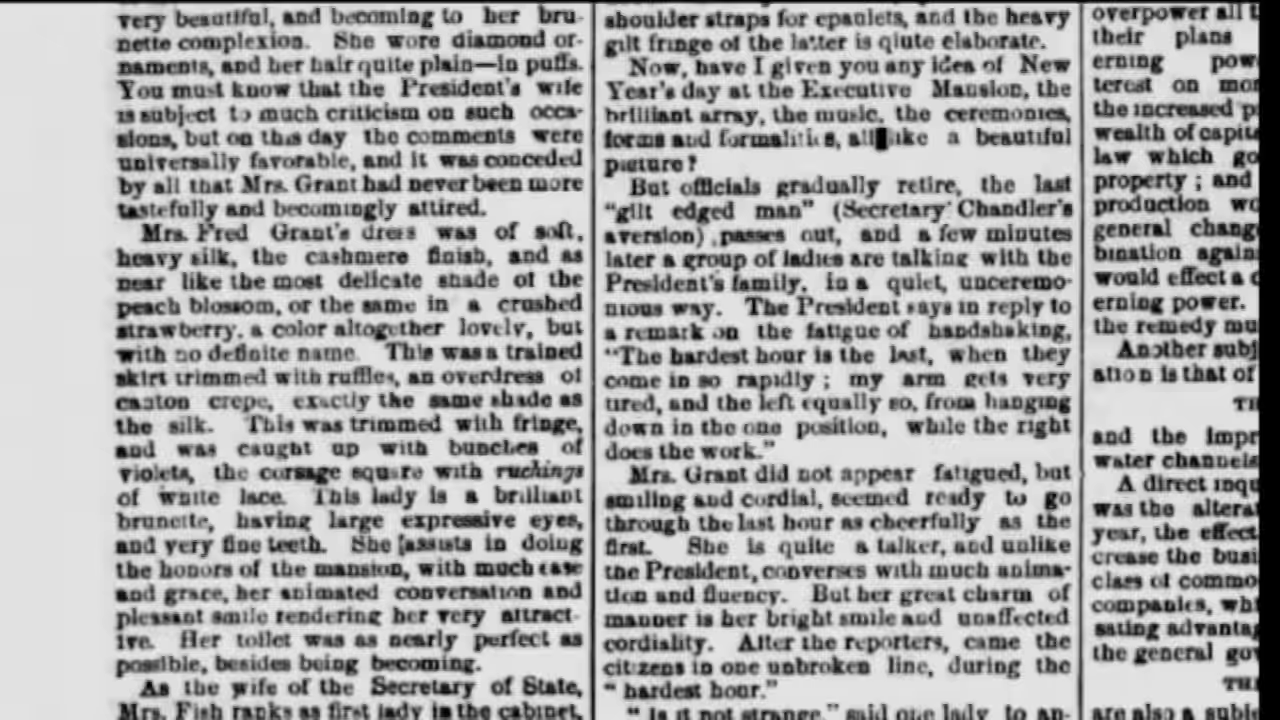 very beautiful, and becoming to her bru-
nette complexion. She wore diamond or-
naments, and her hair quite plain—in puffs.
You must know that the President's wife
is subject to much criticism on such occa-
sions, but on this day the comments were
universally favorable, and it was conceded
by all that Mrs. Grant had never been more
tastefully and becomingly attired.
Mrs. Fred Grant's dress was of soft,
heavy silk, the cashmere finish, and as
near like the most delicate shade of the
peach blossom, or the same in a crushed
strawberry, a color altogether lovely, but
with no definite name. This was a trained
skirt trimmed with ruffles, an overdress of
canton crepe, exactly the same shade as
the silk. This was trimmed with fringe,
and was caught up with bunches of
violets, the corsage square with ruchings
of white lace. This lady is a brilliant
brunette, having large expressive eyes,
and very fine teeth. She [assists in doing
the honors of the mansion, with much ease
and grace, her animated conversation and
pleasant smile rendering her very attract-
ive. Her toilet was as nearly perfect as
possible, besides being becoming.
As the wife of the Secretary of State,
Mrs. Fish ranks as first lady in the cabinet,
shoulder straps for epaulets, and the heavy
gilt fringe of the latter is qiute elaborate.
Now, have I given you any idea of New
Year's day at the Executive Mansion, the
brilliant array, the music, the ceremonies,
forms and formalities, all like a beautiful
picture?
But officials gradually retire, the last
"gilt edged man" (Secretary Chandler's
aversion) passes out, and a few minutes
later a group of ladies are talking with the
President's family, in a quiet, unceremo-
nious way. The President says in reply to
a remark on the fatigue of handshaking,
"The hardest hour is the last, when they
come in so rapidly; my arm gets very
tired, and the left equally so, from hanging
down in the one position, while the right
does the work."
Mrs. Grant did not appear fatigued, but
smiling and cordial, seemed ready to go
through the last hour as cheerfully as the
first. She is quite a talker, and unlike
the President, converses with much anima-
tion and fluency. But her great charm of
manner is her bright smile and unaffected
cordiality. After the reporters, came the
citizens in one unbroken line, during the
"hardest hour."
"Is it not strange," said one lady to an-
overpower all t
their plans
erning pow
terest on mon
the increased p
wealth of capita
law which go
property; and
production wo
general chang
bination again
would effect a c
erning power.
the remedy mu
Another subj
ation is that of
TH
and the impr
water channels
A direct inqu
was the alterat
year, the effect
crease the busi
class of commo
companies, whi
sating advantag
the general gov
TH
are also a subje